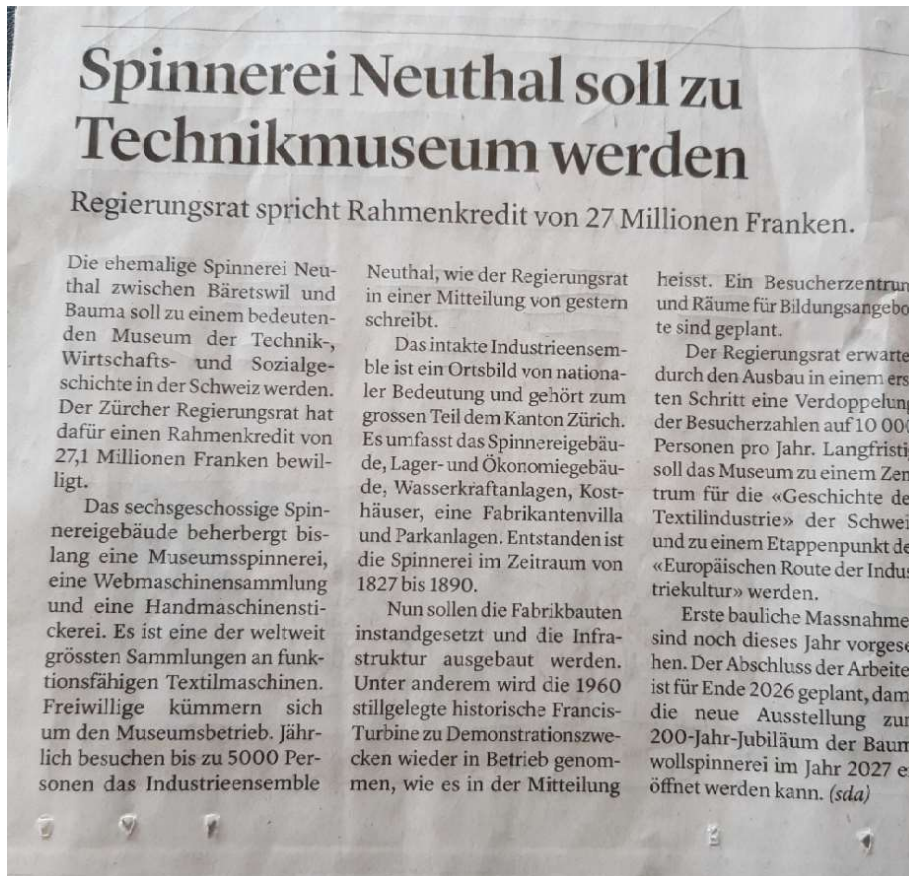 Spinnerei Neuthal soll zu
Technikmuseum werden
Regierungsrat spricht Rahmenkredit von 27 Millionen Franken.
Die ehemalige Spinnerei Neu-
thal zwischen Bäretswil und
Bauma soll zu einem bedeuten-
den Museum der Technik-,
Wirtschafts- und Sozialge-
schichte in der Schweiz werden.
Der Zürcher Regierungsrat hat
dafür einen Rahmenkredit von
27,1 Millionen Franken bewil-
ligt.
Das sechsgeschossige Spin-
nereigebäude beherbergt bis-
lang eine Museumsspinnerei,
eine Webmaschinensammlung
und eine Handmaschinensti-
ckerei. Es ist eine der weltweit
grössten Sammlungen an funk-
tionsfähigen Textilmaschinen.
Freiwillige kümmern sich
um den Museumsbetrieb. Jähr-
lich besuchen bis zu 5000 Per-
sonen das Industrieensemble
Neuthal, wie der Regierungsrat
in einer Mitteilung von gestern
schreibt.
Das intakte Industrieensem-
ble ist ein Ortsbild von nationa-
ler Bedeutung und gehört zum
grossen Teil dem Kanton Zürich.
Es umfasst das Spinnereigebäu-
de, Lager- und Ökonomiegebäu-
de, Wasserkraftanlagen, Kost-
häuser, eine Fabrikantenvilla
und Parkanlagen. Entstanden ist
die Spinnerei im Zeitraum von
1827 bis 1890.
Nun sollen die Fabrikbauten
instandgesetzt und die Infra-
struktur ausgebaut werden.
Unter anderem wird die 1960
stillgelegte historische Francis-
Turbine zu Demonstrationszwe-
cken wieder in Betrieb genom-
men, wie es in der Mitteilung
heisst. Ein Besucherzentrum
und Räume für Bildungsangebo-
te sind geplant.
Der Regierungsrat erwarte
durch den Ausbau in einem ers-
ten Schritt eine Verdoppelung
der Besucherzahlen auf 10 000
Personen pro Jahr. Langfristi
soll das Museum zu einem Zen-
trum für die «Geschichte de
Textilindustrie» der Schwei
und zu einem Etappenpunkt de
«Europäischen Route der Indus
triekultur» werden.
Erste bauliche Massnahme
sind noch dieses Jahr vorgese
hen. Der Abschluss der Arbeite
ist für Ende 2026 geplant, dam
die neue Ausstellung zum
200-Jahr-Jubiläum der Baum
wollspinnerei im Jahr 2027 e
öffnet werden kann. (sda)